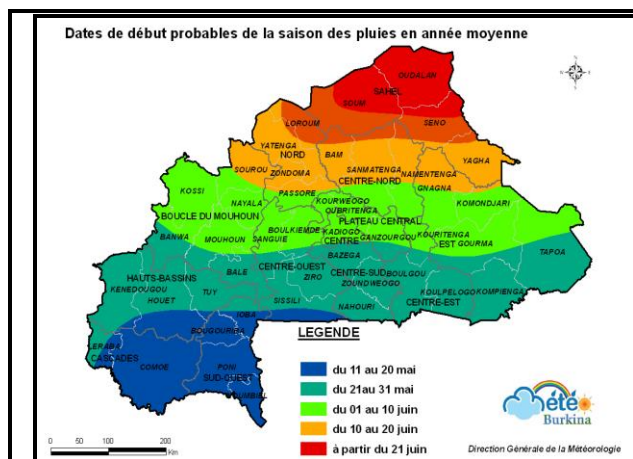 Dates de début probables de la saison des pluies en année moyenne
OUDALAN
SAHEL
SOUM
SENO
LOROUM
YATENGA
NORD
BAM
YAGHA
SOUROU
ZONDOMA
SANMATENGA
CENTRE-NORD
NAMENTENGA
KOSSI
PASSORE
GNAGNA
NAYALA
KOURWEOGO
KOMONDJARI
BOUCLE DU MOUHOUN
OUBRITENGA
PLATEAU CENTRAL
BANWA
MOUHOUN
SANGUIE
BOULKIEMDE
KADIOGO
CENTRE
GANZOURGOU
KOURITENGA
EST
GOURMA
TAPOA
BAZEGA
HAUTS-BASSINS
BALE
CENTRE-OUEST
CENTRE-SUD
BOULGOU
KENEDOUGOU
HOUET
TUY
ZIRO
ZOUNDWEOGO
KOULPELOGO
KOMPIENGA
CENTRE-EST
SISSILI
NAHOURI
IOBA
BOUGOURIBA
LERABA
CASCADES
COMOE
PONI
SUD-OUEST
NOUMBIEL
LEGENDE
du 11 au 20 mai
du 21au 31 mai
du 01 au 10 juin
du 10 au 20 juin
à partir du 21 juin
0 50 100 200
Km
Météo
Burkina
Direction Générale de la Météorologie